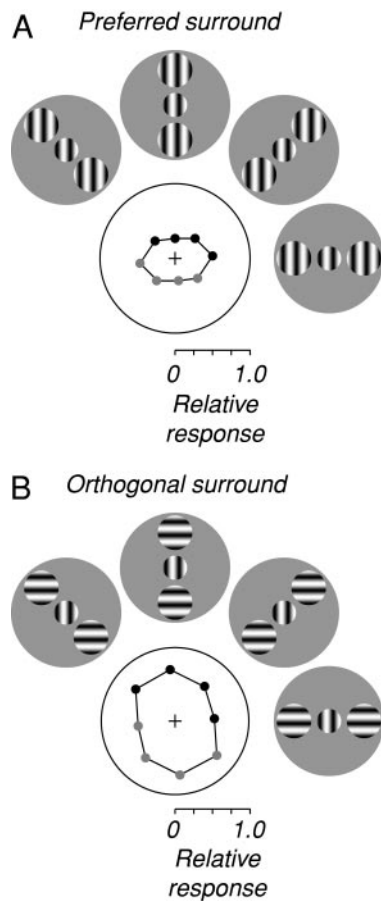 A Preferred surround
0 1.0
Relative
response
B Orthogonal surround
0 1.0
Relative
response